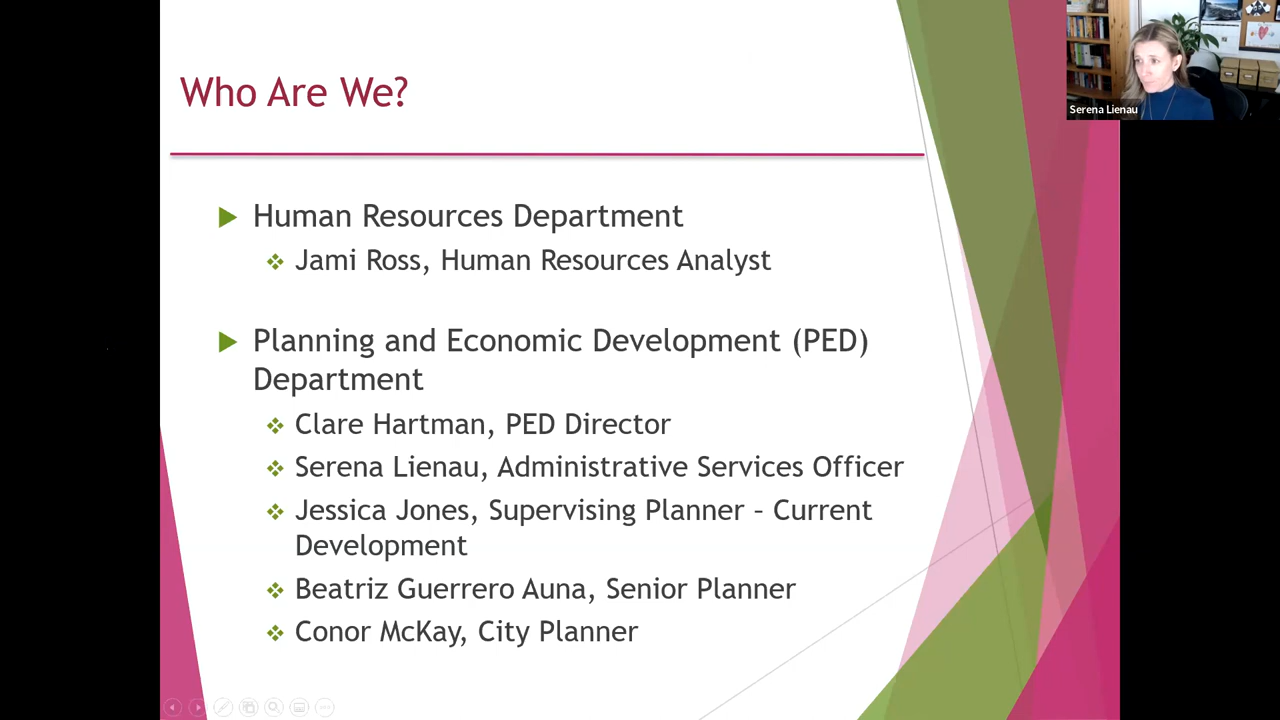 Who Are We?
Serena Lienau
Human Resources Department
Jami Ross, Human Resources Analyst
Planning and Economic Development (PED)
Department
Clare Hartman, PED Director
Serena Lienau, Administrative Services Officer
Jessica Jones, Supervising Planner – Current
Development
Beatriz Guerrero Auna, Senior Planner
Conor McKay, City Planner